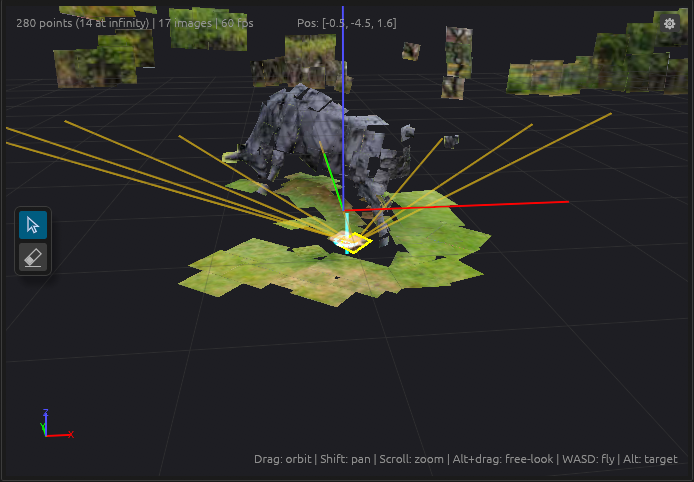 280 points (14 at infinity) | 17 images | 60 fps
Pos: [-0.5, -4.5, 1.6]
Z
Y
X
Drag: orbit | Shift: pan | Scroll: zoom | Alt+drag: free-look | WASD: fly | Alt: target